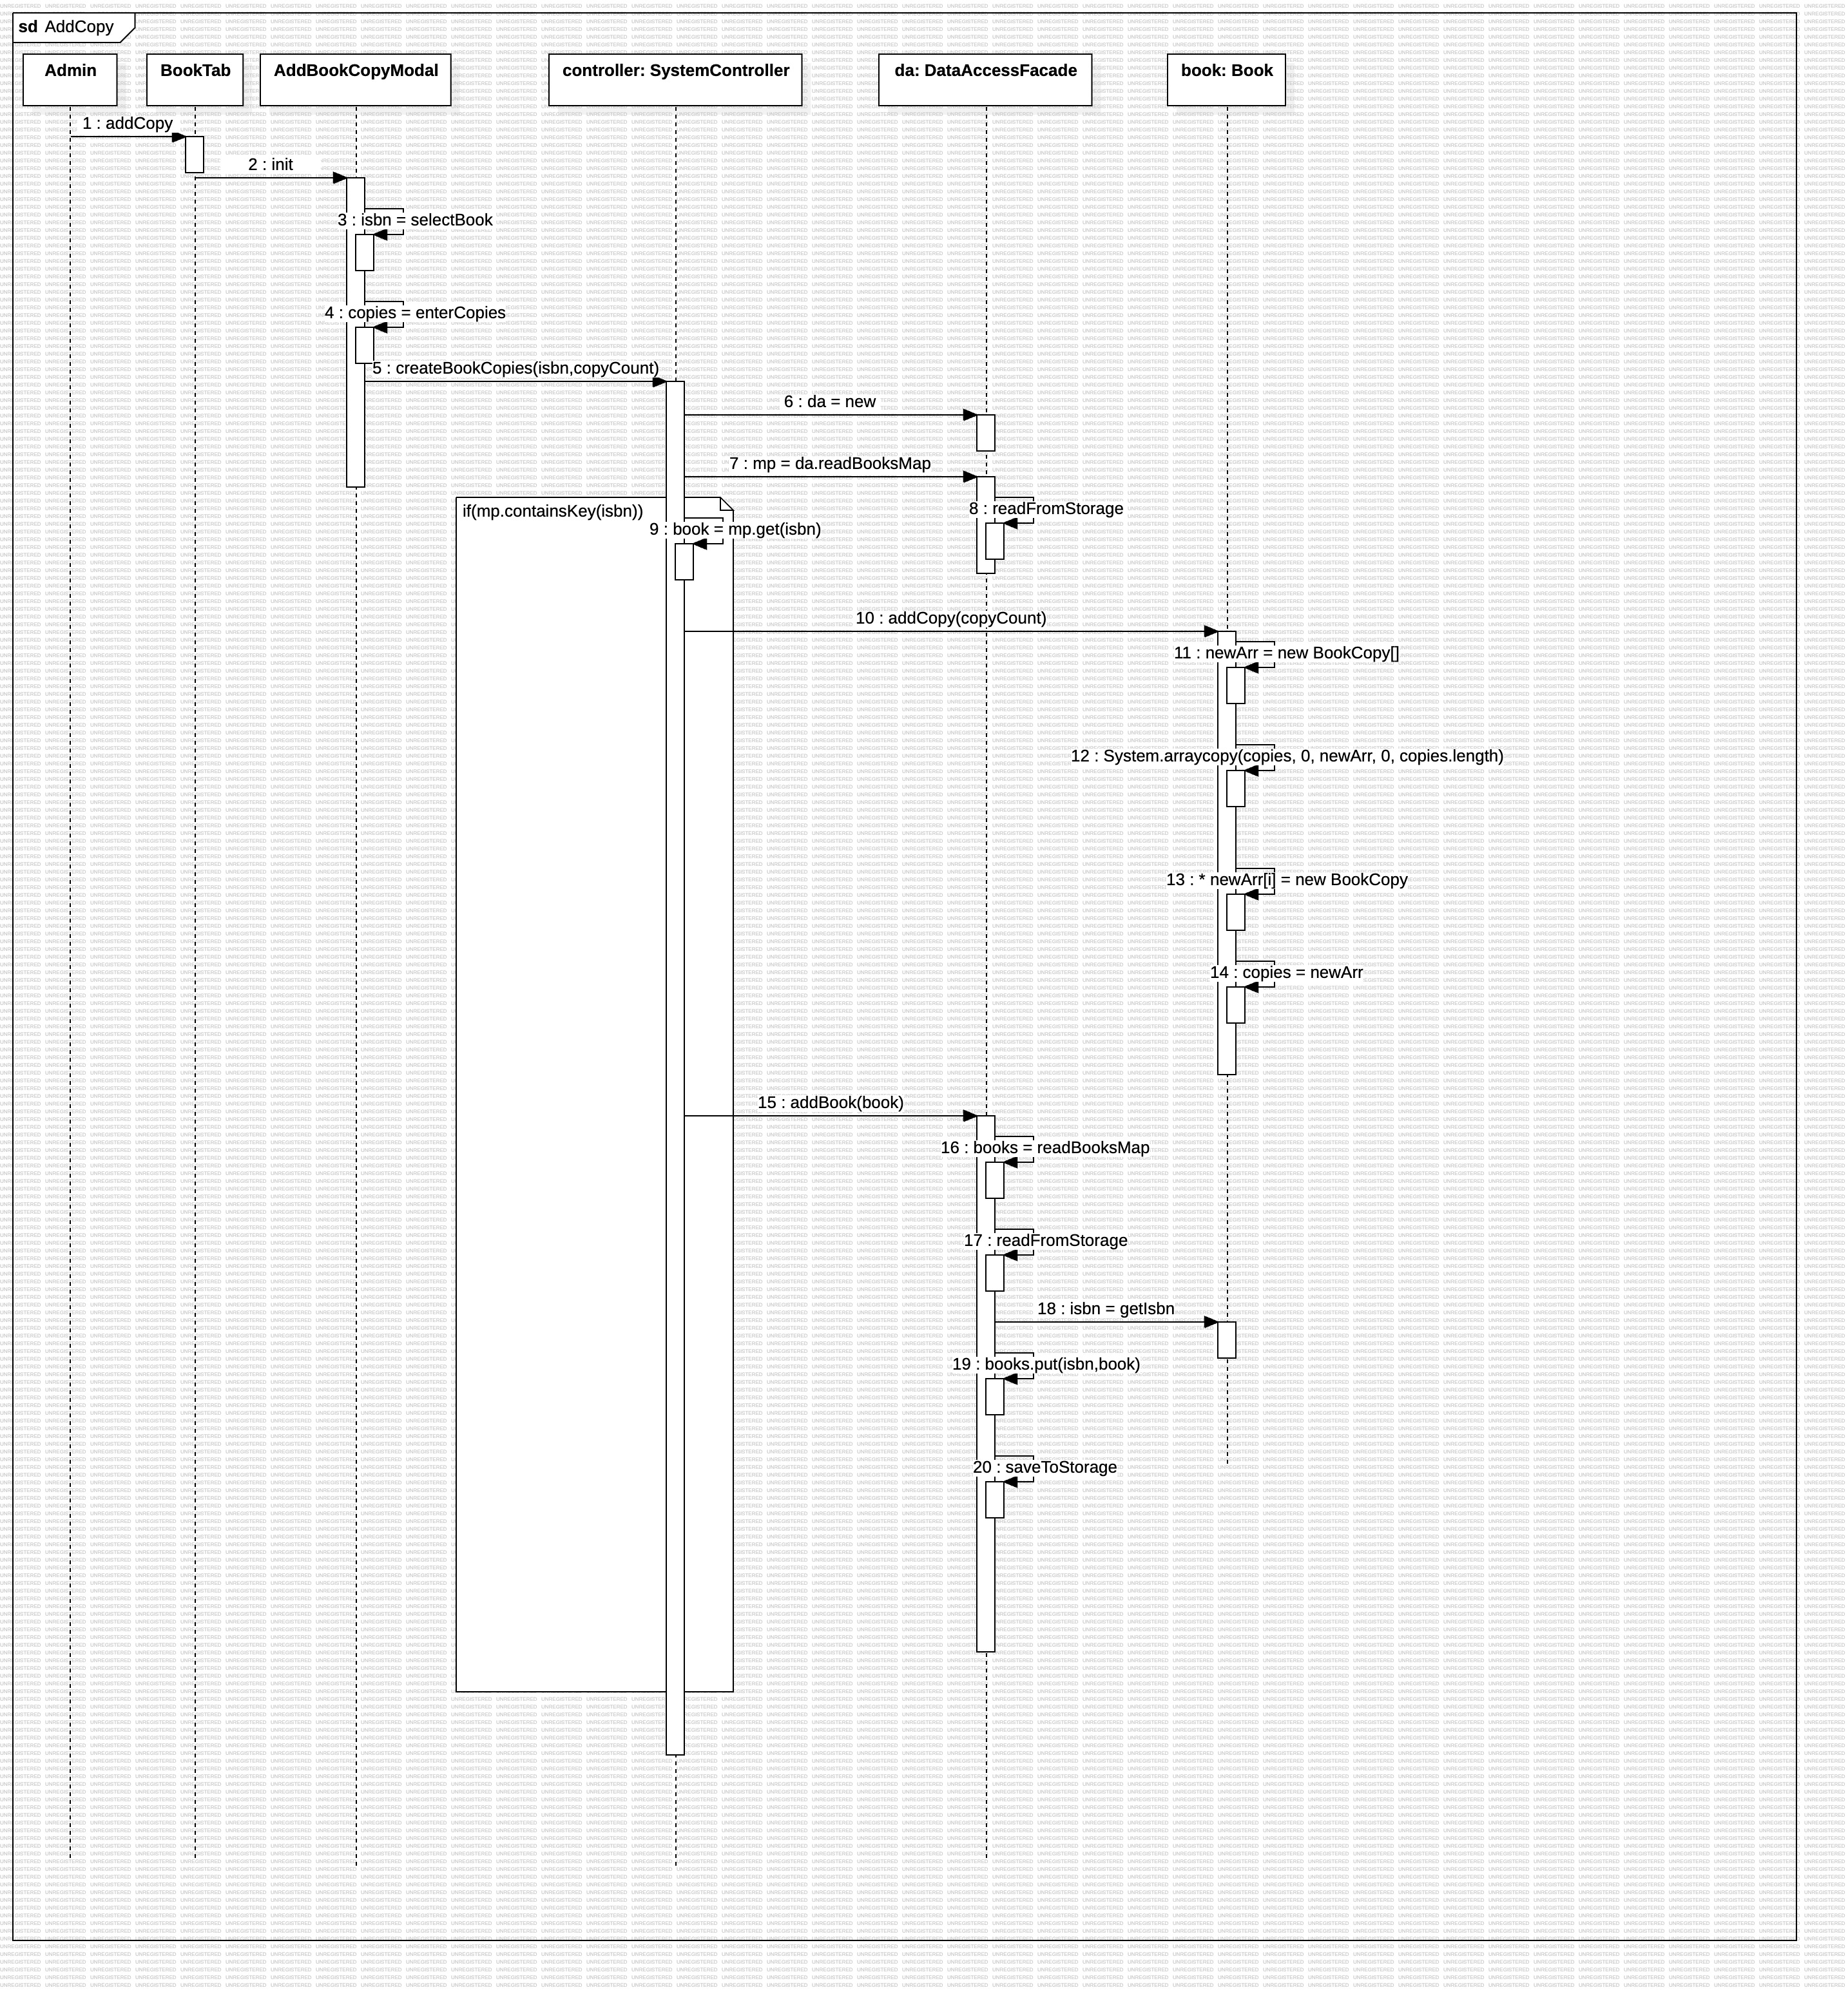 sd AddCopy
Admin
BookTab
AddBookCopyModal
controller: SystemController
da: DataAccessFacade
book: Book
1 : addCopy
2 : init
3 : isbn = selectBook
4 : copies = enterCopies
5 : createBookCopies(isbn,copyCount)
6 : da = new
7 : mp = da.readBooksMap
if(mp.containsKey(isbn))
8 : readFromStorage
9 : book = mp.get(isbn)
10 : addCopy(copyCount)
11 : newArr = new BookCopy[]
12 : System.arraycopy(copies, 0, newArr, 0, copies.length)
13 : * newArr[i] = new BookCopy
14 : copies = newArr
15 : addBook(book)
16 : books = readBooksMap
17 : readFromStorage
18 : isbn = getIsbn
19 : books.put(isbn,book)
20 : saveToStorage
UNREGISTERED